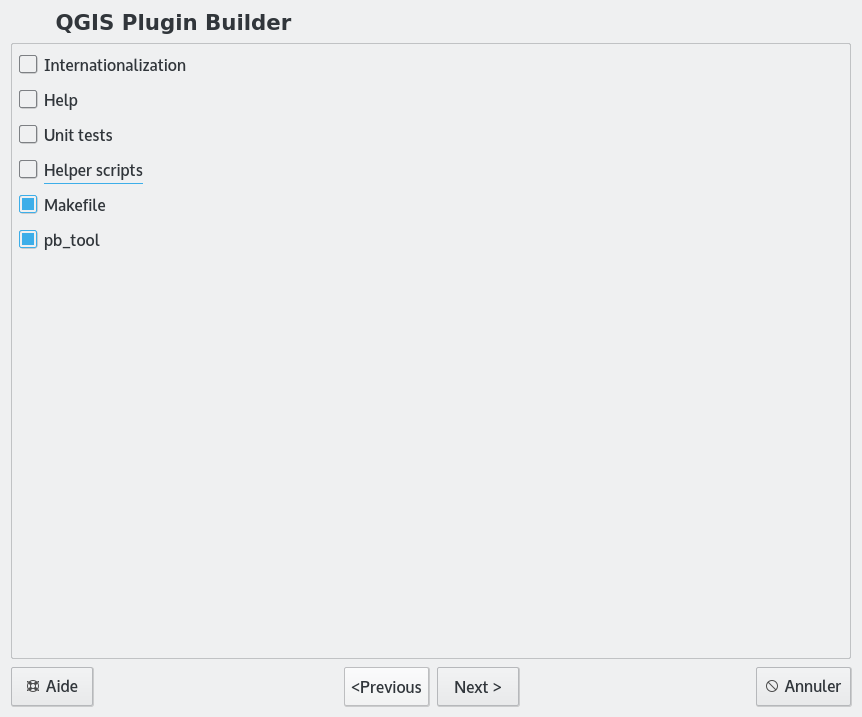 QGIS Plugin Builder
Internationalization
Help
Unit tests
Helper scripts
Makefile
pb_tool
Aide
<Previous
Next >
Annuler